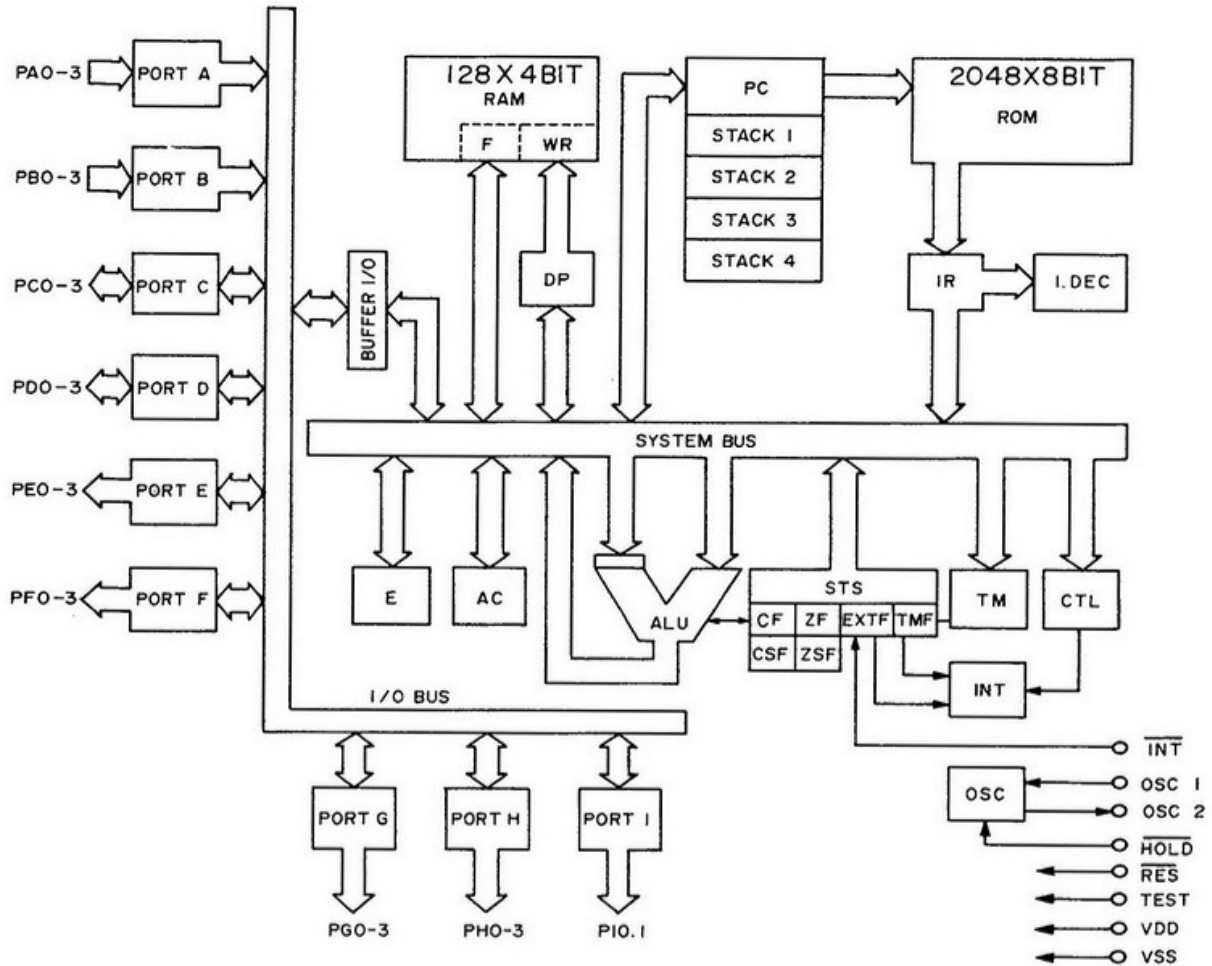 128X4BIT
RAM
F
WR
PC
STACK 1
STACK 2
STACK 3
STACK 4
2048X8BIT
ROM
IR
I.DEC
DP
BUFFER I/O
PA0-3
PORT A
PB0-3
PORT B
PC0-3
PORT C
PD0-3
PORT D
PE0-3
PORT E
PF0-3
PORT F
SYSTEM BUS
E
AC
ALU
STS
CF
ZF
EXTF
TMF
CSF
ZSF
TM
CTL
INT
I/O BUS
PORT G
PORT H
PORT I
PG0-3
PH0-3
PI0.1
OSC
I̅N̅T̅
OSC 1
OSC 2
H̅O̅L̅D̅
R̅E̅S̅
TEST
VDD
VSS